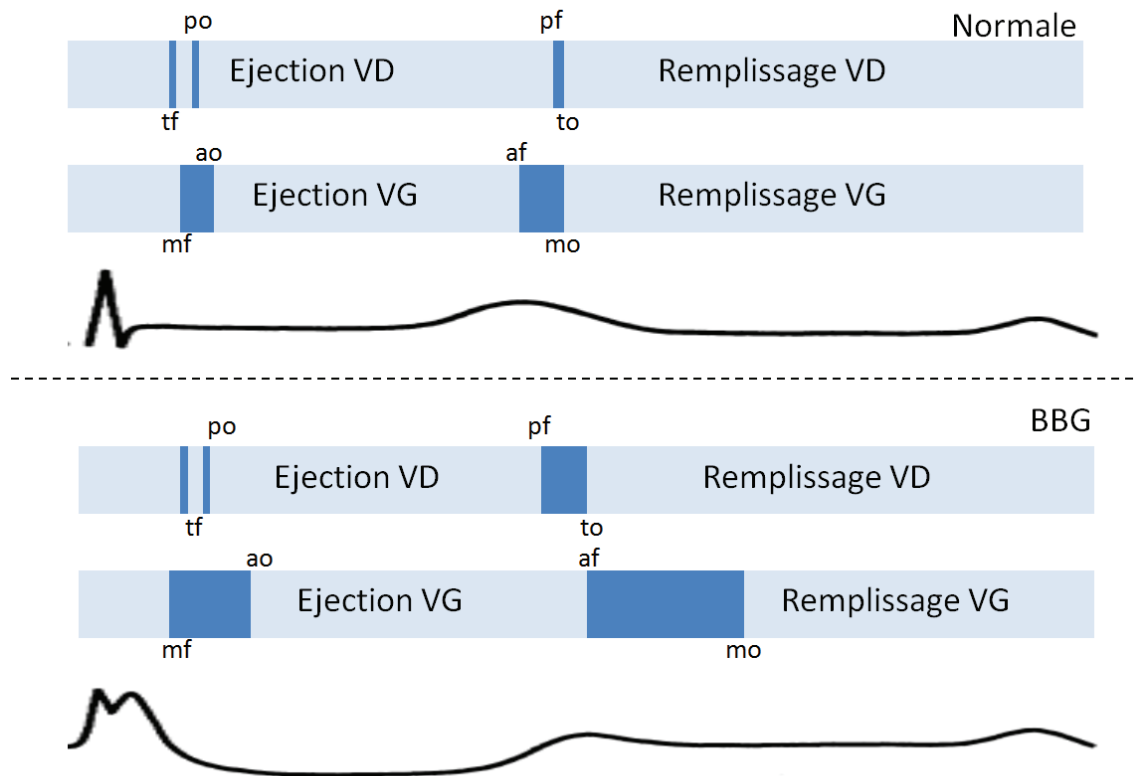 Normale
po pf
Ejection VD Remplissage VD
tf to
ao af
Ejection VG Remplissage VG
mf mo
BBG
po pf
Ejection VD Remplissage VD
tf to
ao af
Ejection VG Remplissage VG
mf mo